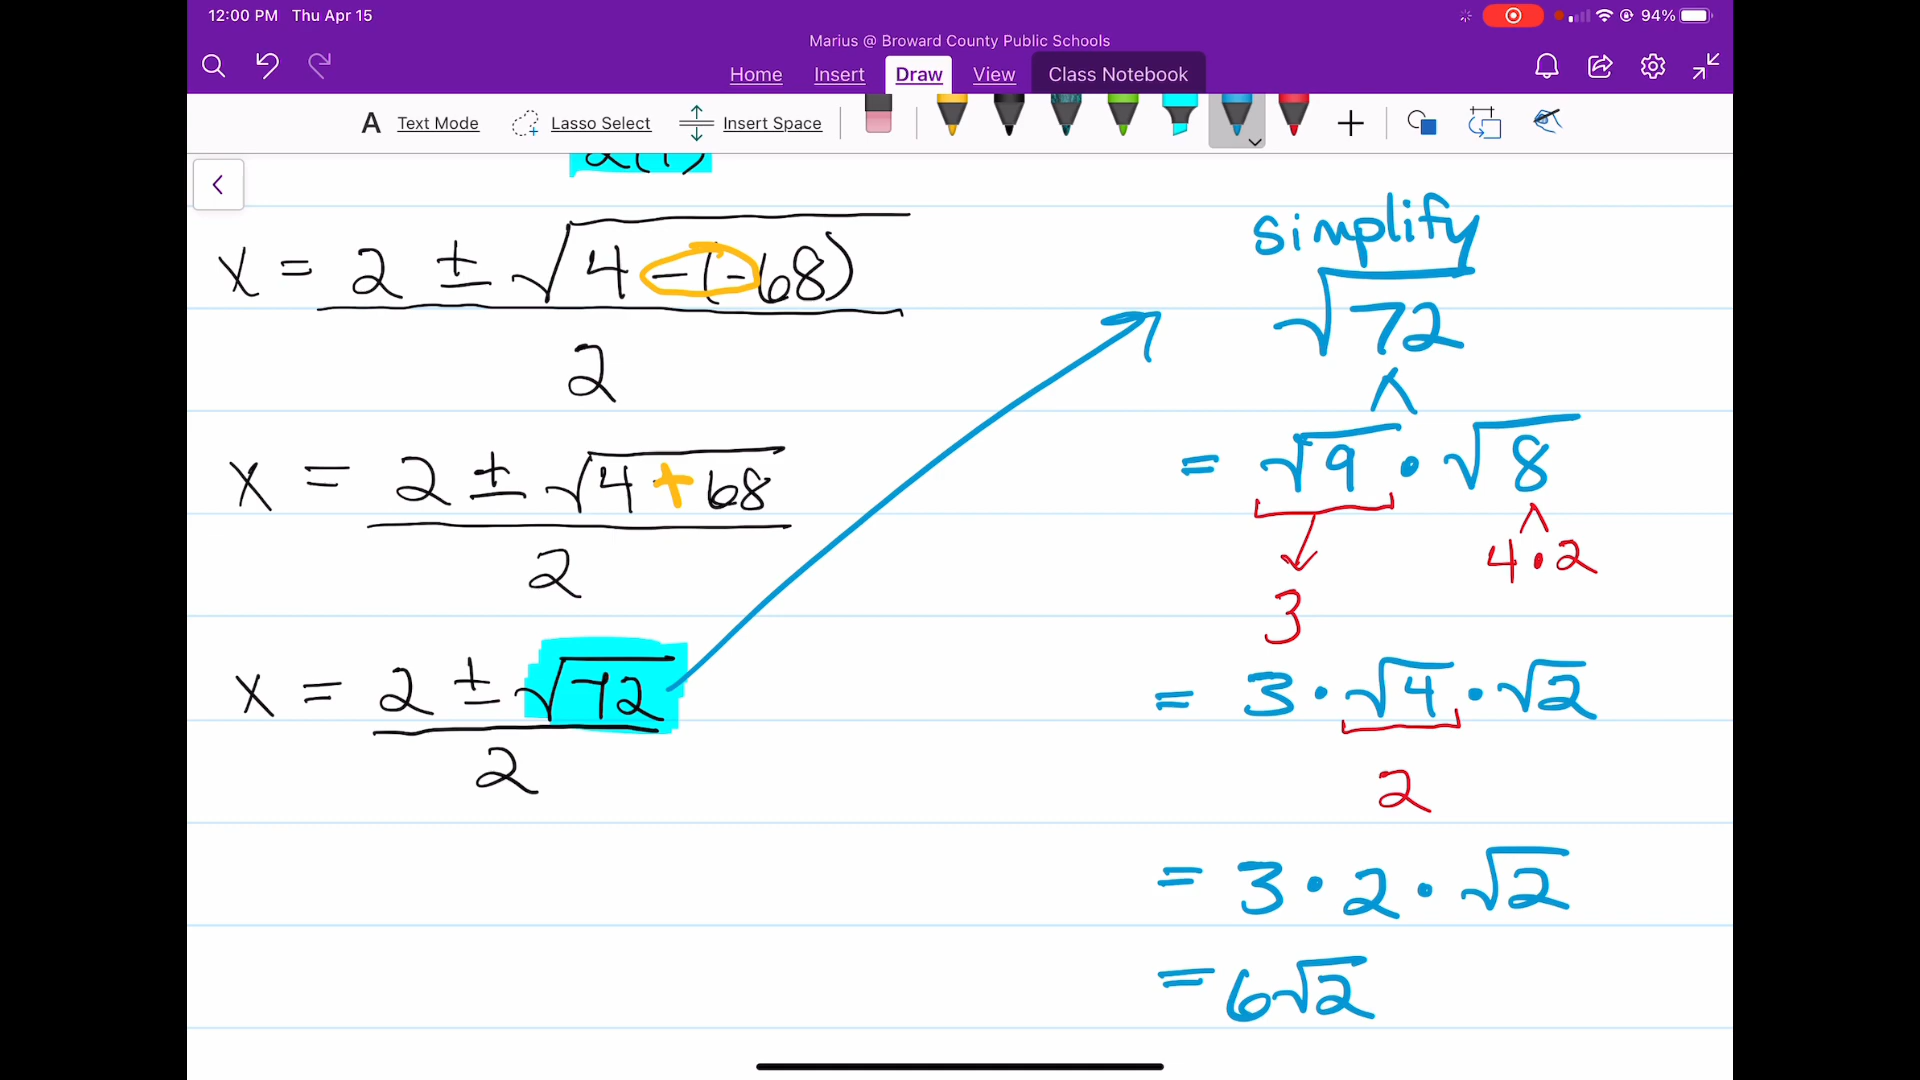 12:00 PM Thu Apr 15
94%
Marius @ Broward County Public Schools
Home Insert Draw View Class Notebook
A Text Mode Lasso Select Insert Space
2(1)
x = 2 ± √4 -(-68)
2
x = 2 ± √4 + 68
2
x = 2 ± √72
2
simplify
√72
= √9 • √8
4 • 2
3
= 3 • √4 • √2
2
= 3 • 2 • √2
= 6√2